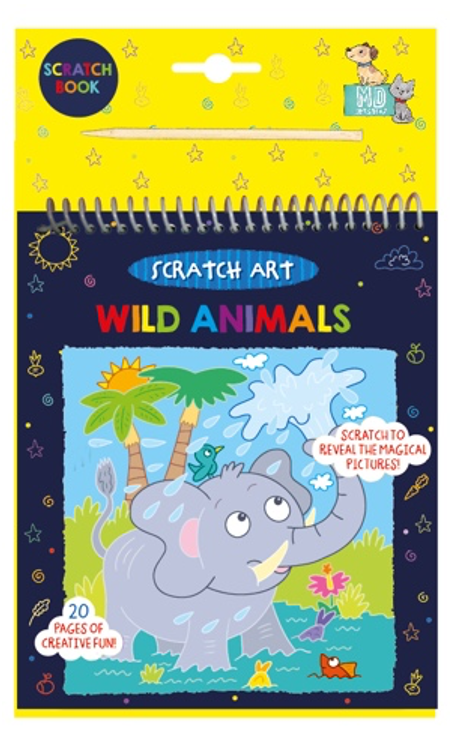 SCRATCH
BOOK
MD
SCRATCH ART
WILD ANIMALS
SCRATCH TO
REVEAL THE MAGICAL
PICTURES!
20
PAGES OF
CREATIVE FUN!